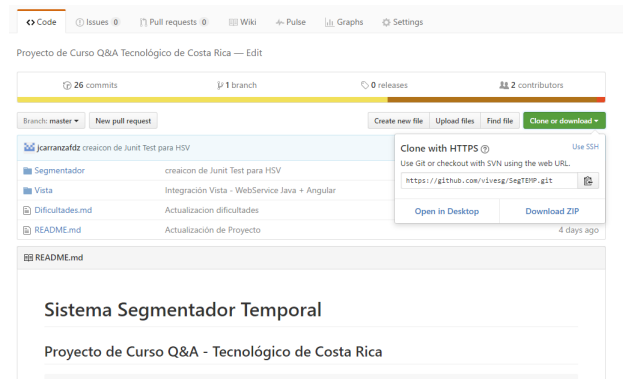 Code Issues 0 Pull requests 0 Wiki Pulse Graphs Settings
Proyecto de Curso Q&A Tecnológico de Costa Rica — Edit
26 commits 1 branch 0 releases 2 contributors
Branch: master New pull request Create new file Upload files Find file Clone or download
jcarranzafdz creaicon de Junit Test para HSV
Clone with HTTPS Use SSH
Use Git or checkout with SVN using the web URL.
https://github.com/vivesg/SegTEMP.git
Open in Desktop Download ZIP
Segmentador creaicon de Junit Test para HSV
Vista Integración Vista - WebService Java + Angular
Dificultades.md Actualizacion dificultades
README.md Actualización de Proyecto 4 days ago
README.md
Sistema Segmentador Temporal
Proyecto de Curso Q&A - Tecnológico de Costa Rica